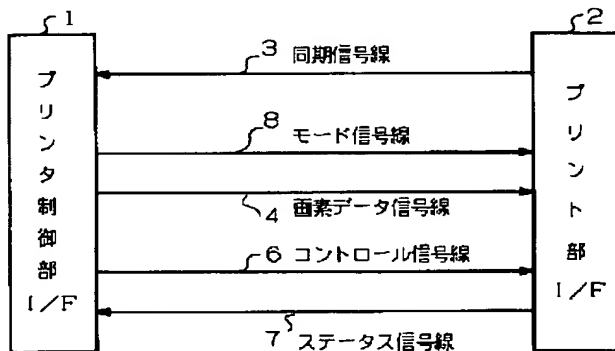 1
プリンタ制御部I/F
2
プリント部I/F
3 同期信号線
8 モード信号線
4 画素データ信号線
6 コントロール信号線
7 ステータス信号線